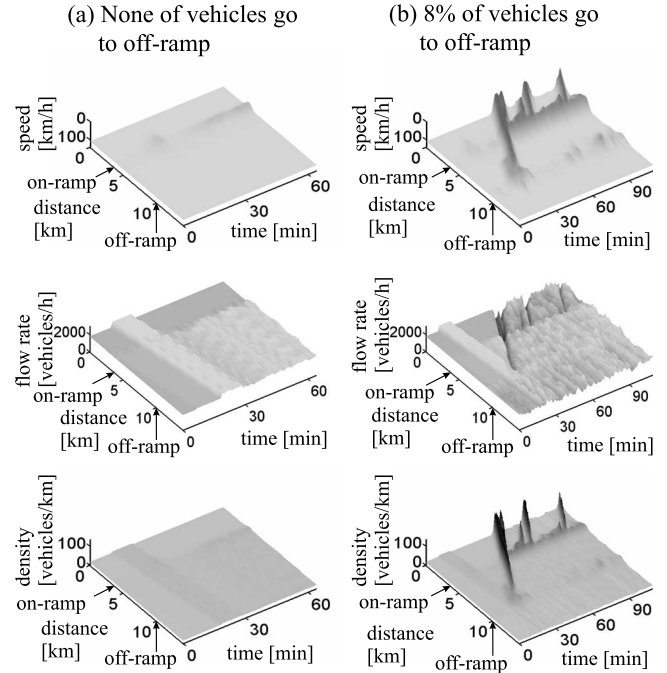 (a) None of vehicles go
to off-ramp
(b) 8% of vehicles go
to off-ramp
speed
[km/h]
0
100
0
on-ramp
5
distance
[km]
10
off-ramp
0
30
60
time [min]
speed
[km/h]
0
100
0
on-ramp
5
distance
[km]
10
off-ramp
0
30
60
90
time [min]
flow rate
[vehicles/h]
2000
0
0
on-ramp
5
distance
[km]
10
off-ramp
0
30
60
time [min]
flow rate
[vehicles/h]
2000
0
0
on-ramp
5
distance
[km]
10
off-ramp
0
30
60
90
time [min]
density
[vehicles/km]
100
0
0
on-ramp
5
distance
[km]
10
off-ramp
0
30
60
time [min]
density
[vehicles/km]
100
0
0
on-ramp
5
distance
[km]
10
off-ramp
0
30
60
90
time [min]